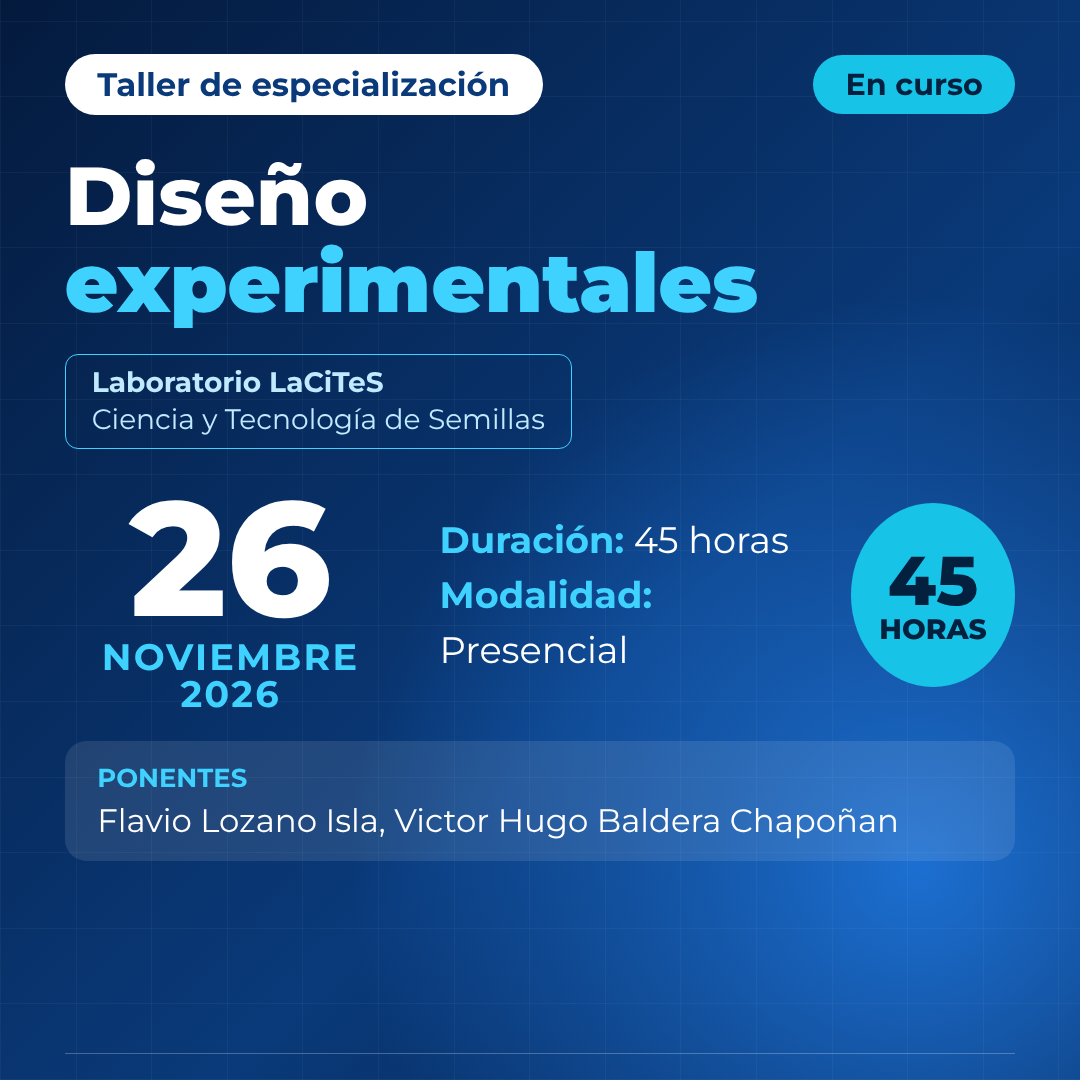 Taller de especialización
En curso
Diseño
experimentales
Laboratorio LaCiTeS
Ciencia y Tecnología de Semillas
26
NOVIEMBRE
2026
Duración: 45 horas
Modalidad:
Presencial
45
HORAS
PONENTES
Flavio Lozano Isla, Victor Hugo Baldera Chapoñan